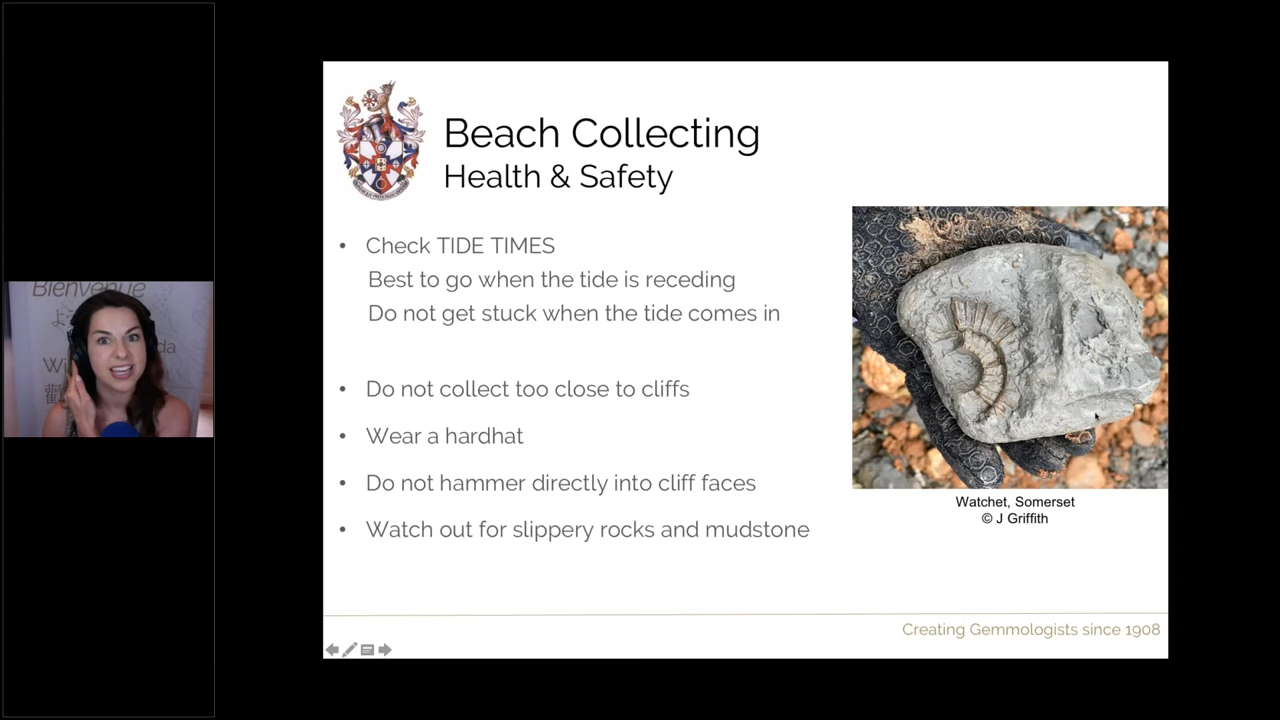 Bienvenue
da
Wi
Beach Collecting
Health & Safety
• Check TIDE TIMES
Best to go when the tide is receding
Do not get stuck when the tide comes in
• Do not collect too close to cliffs
• Wear a hardhat
• Do not hammer directly into cliff faces
• Watch out for slippery rocks and mudstone
Watchet, Somerset
© J Griffith
Creating Gemmologists since 1908